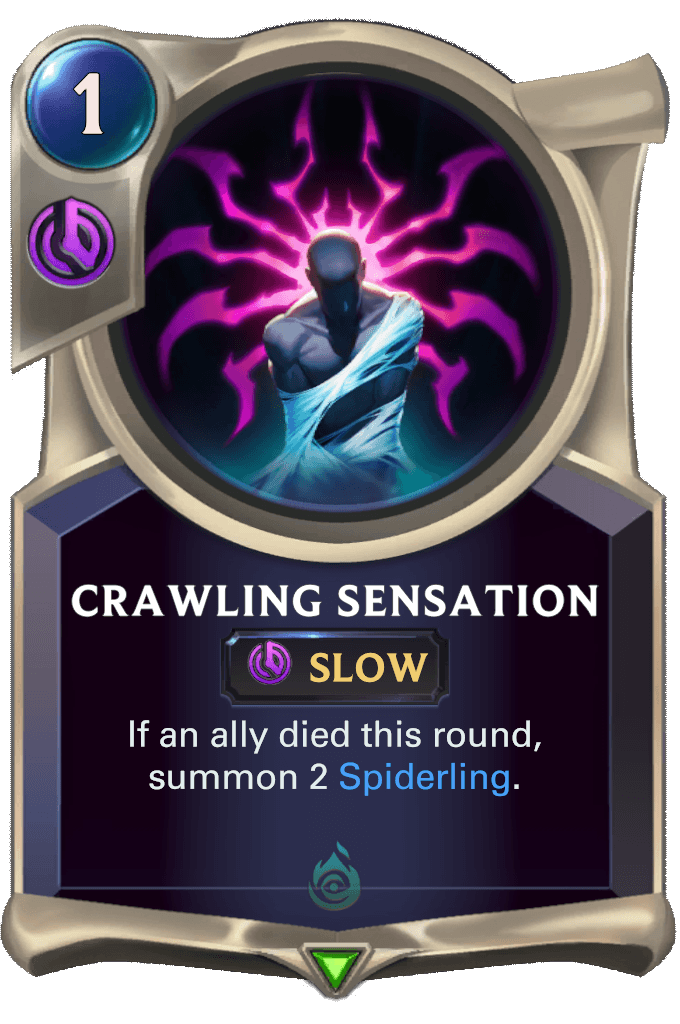 1
CRAWLING SENSATION
SLOW
If an ally died this round,
summon 2 Spiderling.